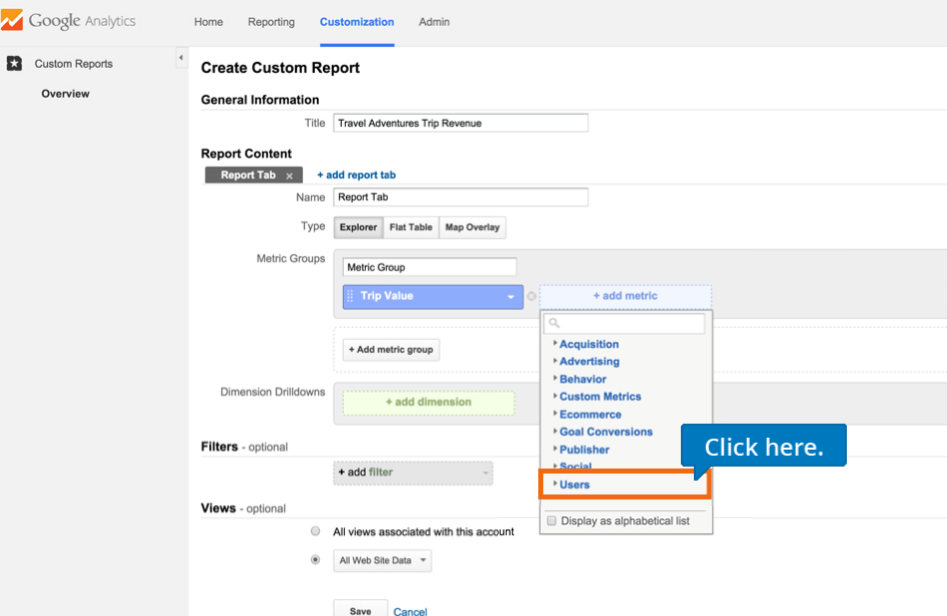 Google Analytics
Home Reporting Customization Admin
Custom Reports
Overview
Create Custom Report
General Information
Title Travel Adventures Trip Revenue
Report Content
Report Tab x + add report tab
Name Report Tab
Type Explorer Flat Table Map Overlay
Metric Groups
Metric Group
Trip Value + add metric
Acquisition
Advertising
Behavior
Custom Metrics
Ecommerce
Goal Conversions
Publisher
Social
Users
Display as alphabetical list
Click here.
+ Add metric group
Dimension Drilldowns
+ add dimension
Filters - optional
+ add filter
Views - optional
All views associated with this account
All Web Site Data
Save Cancel